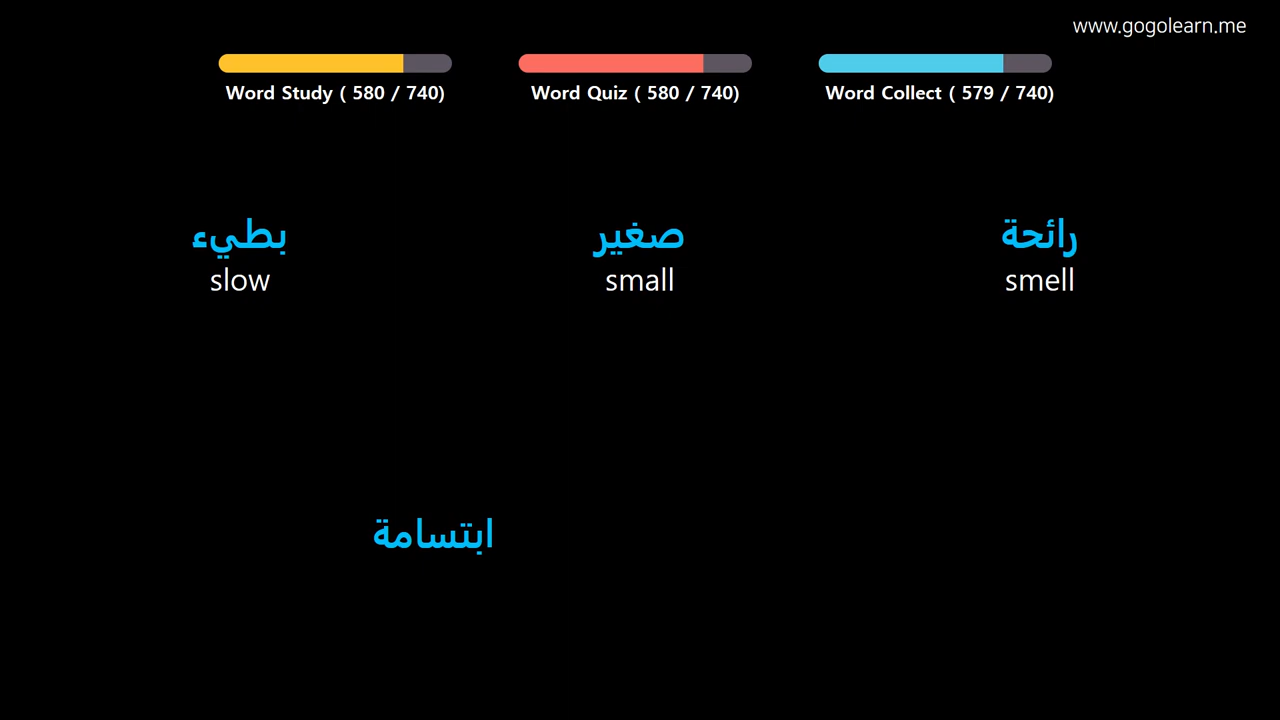 www.gogolearn.me
Word Study ( 580 / 740)
Word Quiz ( 580 / 740)
Word Collect ( 579 / 740)
بطيء
slow
صغير
small
رائحة
smell
ابتسامة